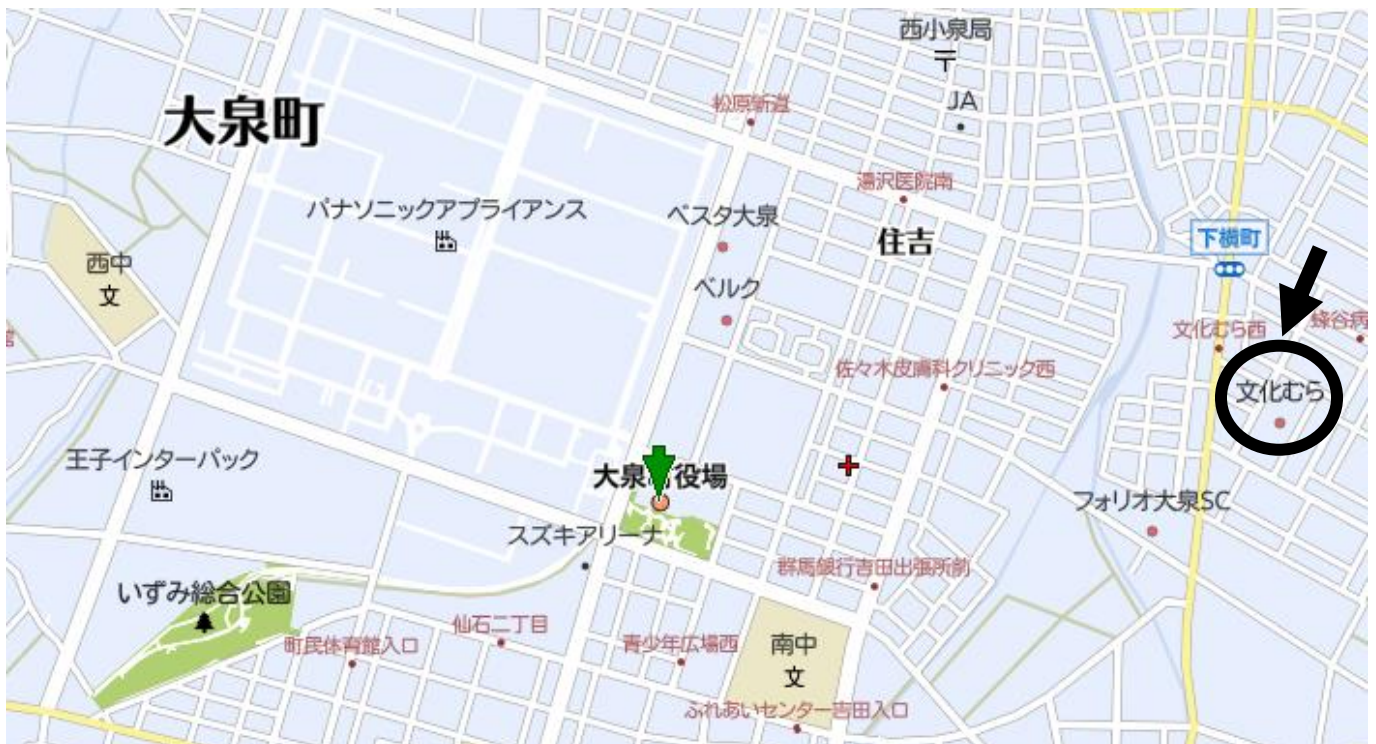 西小泉局
大泉町
松原新道
JA
湯沢医院南
パナソニックアプライアンス
ベスタ大泉
住吉
下横町
西中
文
ベルク
文化むら西
佐々木皮膚科クリニック西
文化むら
王子インターパック
大泉
役場
フォリオ大泉SC
スズキアリーナ
群馬銀行吉田出張所前
いずみ総合公園
仙石二丁目
町民体育館入口
青少年広場西
南中
文
ふれあいセンター吉田入口